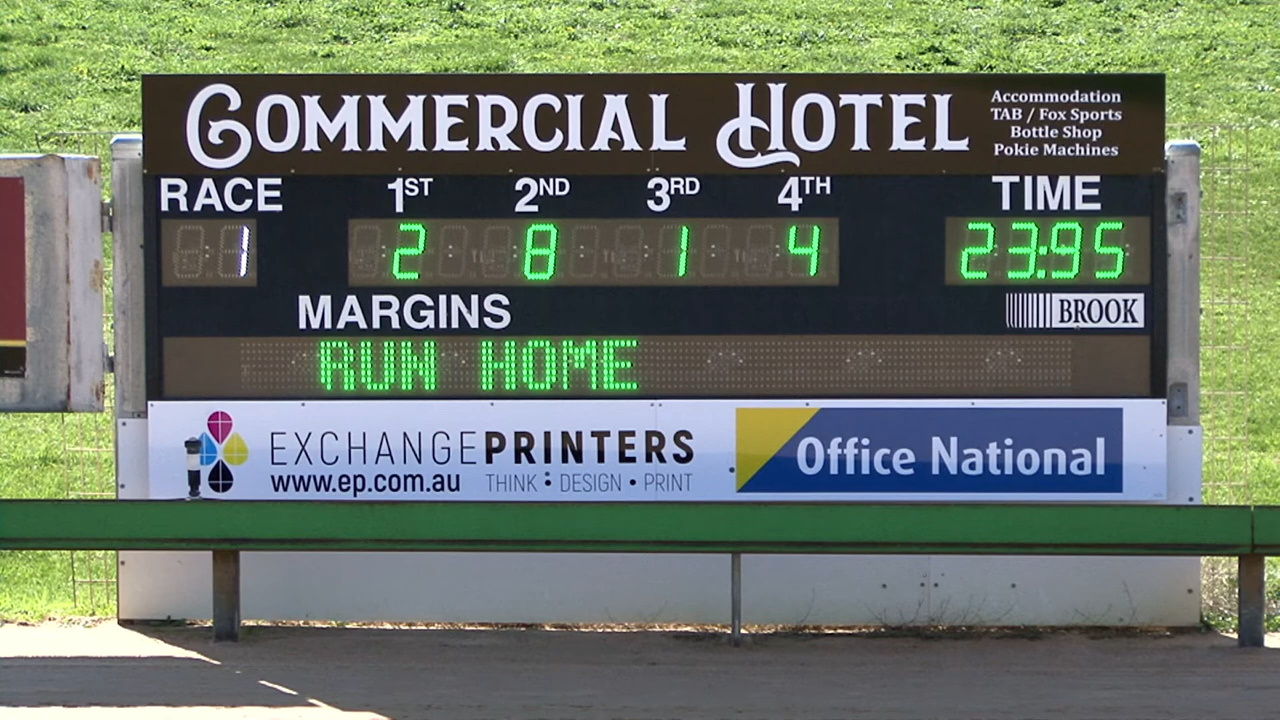 COMMERCIAL HOTEL
Accommodation
TAB / Fox Sports
Bottle Shop
Pokie Machines
RACE 1ST 2ND 3RD 4TH TIME
1 2 8 1 4 23:95
MARGINS
BROOK
RUN HOME
EXCHANGEPRINTERS
www.ep.com.au THINK : DESIGN • PRINT
Office National